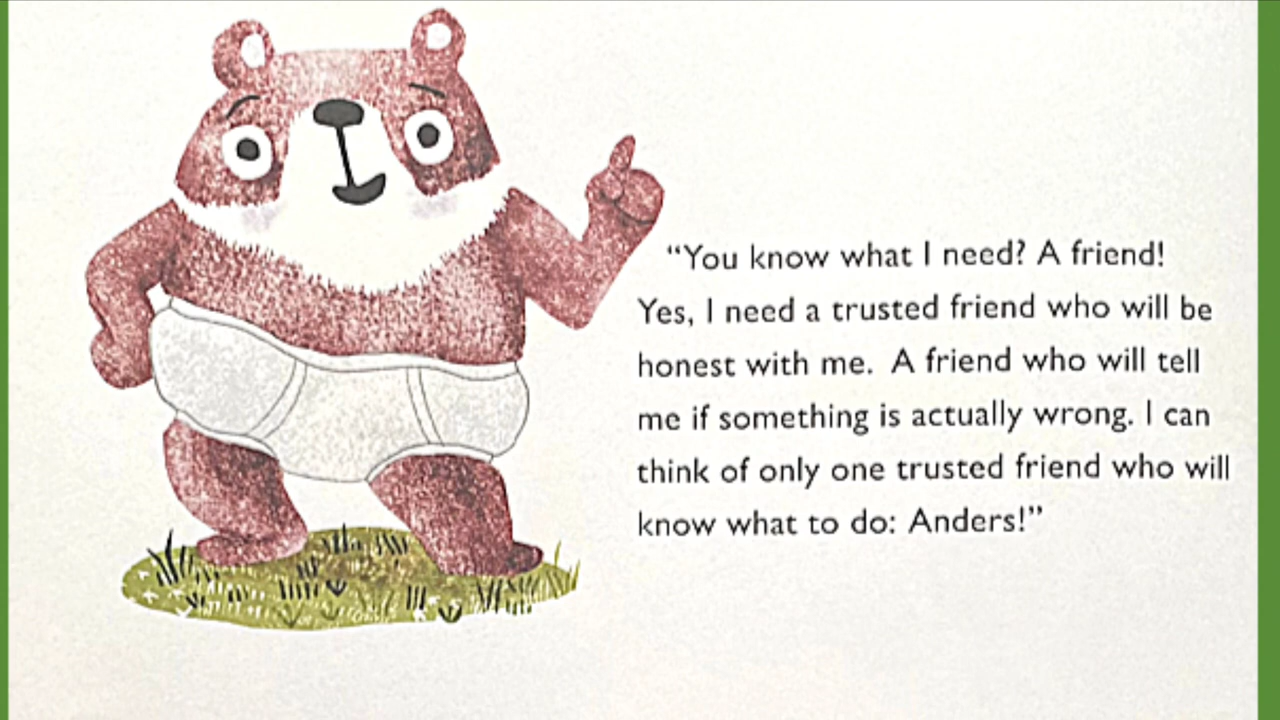 “You know what I need? A friend!
Yes, I need a trusted friend who will be
honest with me. A friend who will tell
me if something is actually wrong. I can
think of only one trusted friend who will
know what to do: Anders!”